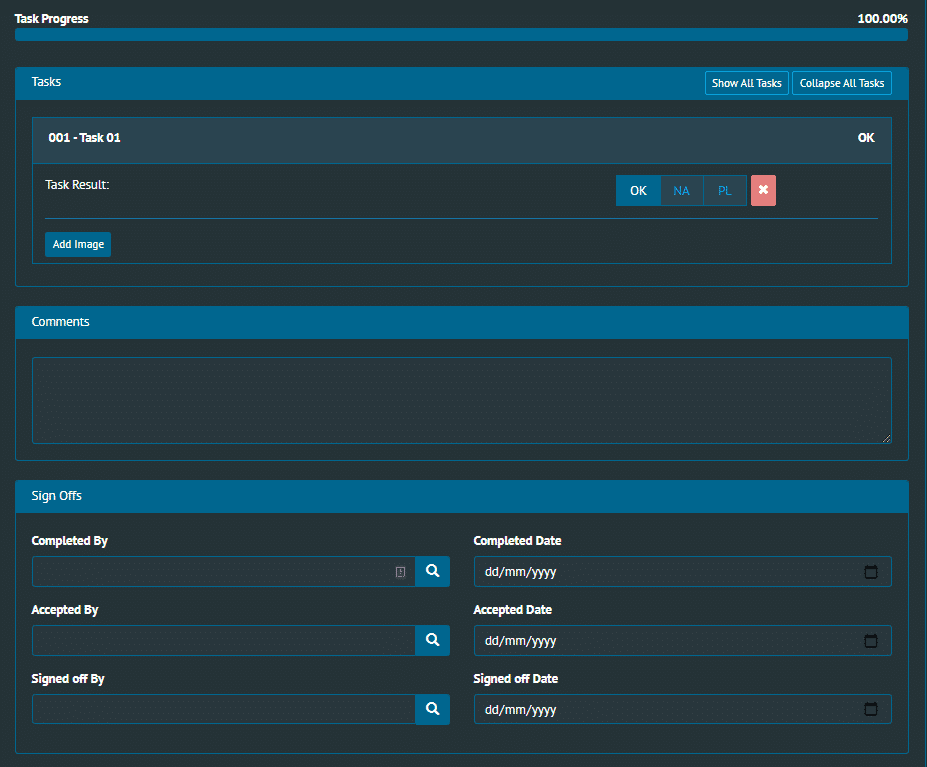 Task Progress 100.00%
Tasks Show All Tasks Collapse All Tasks
001 - Task 01 OK
Task Result: OK NA PL
Add Image
Comments
Sign Offs
Completed By Completed Date
dd/mm/yyyy
Accepted By Accepted Date
dd/mm/yyyy
Signed off By Signed off Date
dd/mm/yyyy